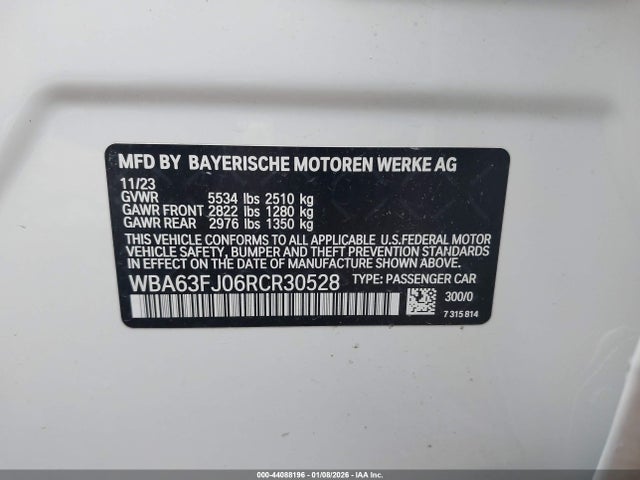 MFD BY BAYERISCHE MOTOREN WERKE AG
11/23
GVWR 5534 lbs 2510 kg
GAWR FRONT 2822 lbs 1280 kg
GAWR REAR 2976 lbs 1350 kg
THIS VEHICLE CONFORMS TO ALL APPLICABLE U.S.FEDERAL MOTOR
VEHICLE SAFETY, BUMPER AND THEFT PREVENTION STANDARDS IN
EFFECT ON THE DATE OF MANUFACTURE SHOWN ABOVE.
WBA63FJ06RCR30528 TYPE: PASSENGER CAR
300/0
7 315 814
000-44088196 - 01/08/2026 - IAA Inc.